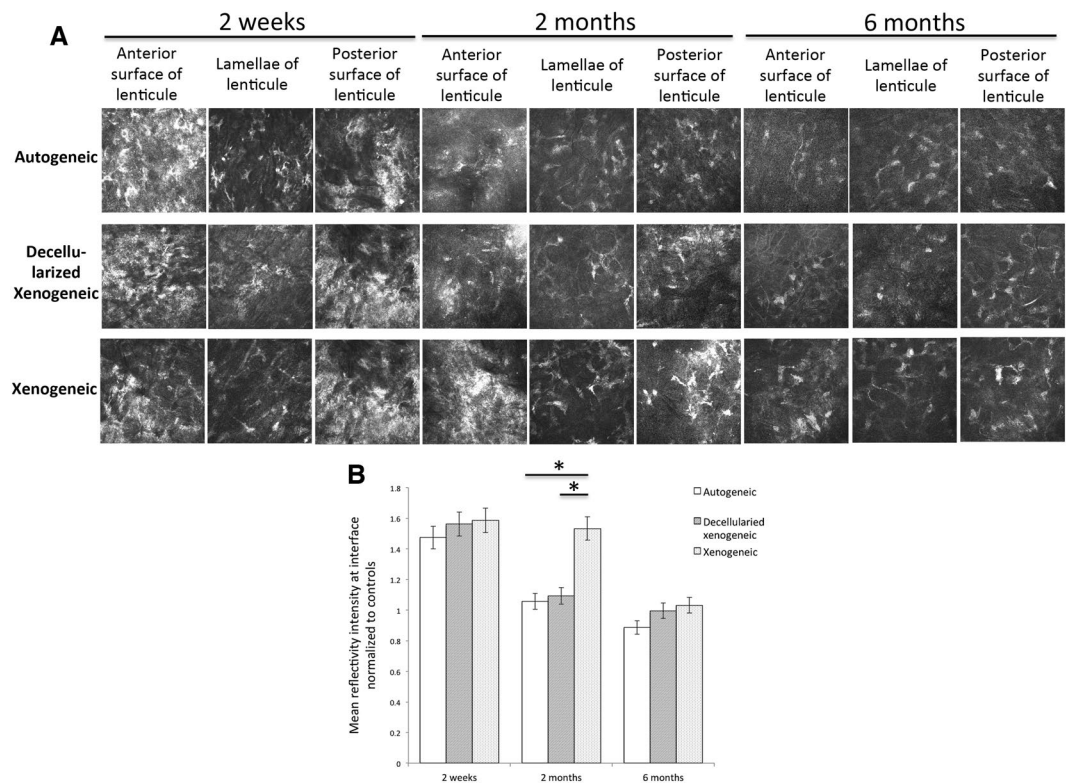 A
2 weeks 2 months 6 months
Anterior surface of lenticule
Lamellae of lenticule
Posterior surface of lenticule
Anterior surface of lenticule
Lamellae of lenticule
Posterior surface of lenticule
Anterior surface of lenticule
Lamellae of lenticule
Posterior surface of lenticule
Autogeneic
Decellu-
larized
Xenogeneic
Xenogeneic
B
Mean reflectivity intensity at interface
normalized to controls
1.8
1.6
1.4
1.2
1
0.8
0.6
0.4
0.2
0
* 
*
Autogeneic
Decellularied
xenogeneic
Xenogeneic
2 weeks 2 months 6 months